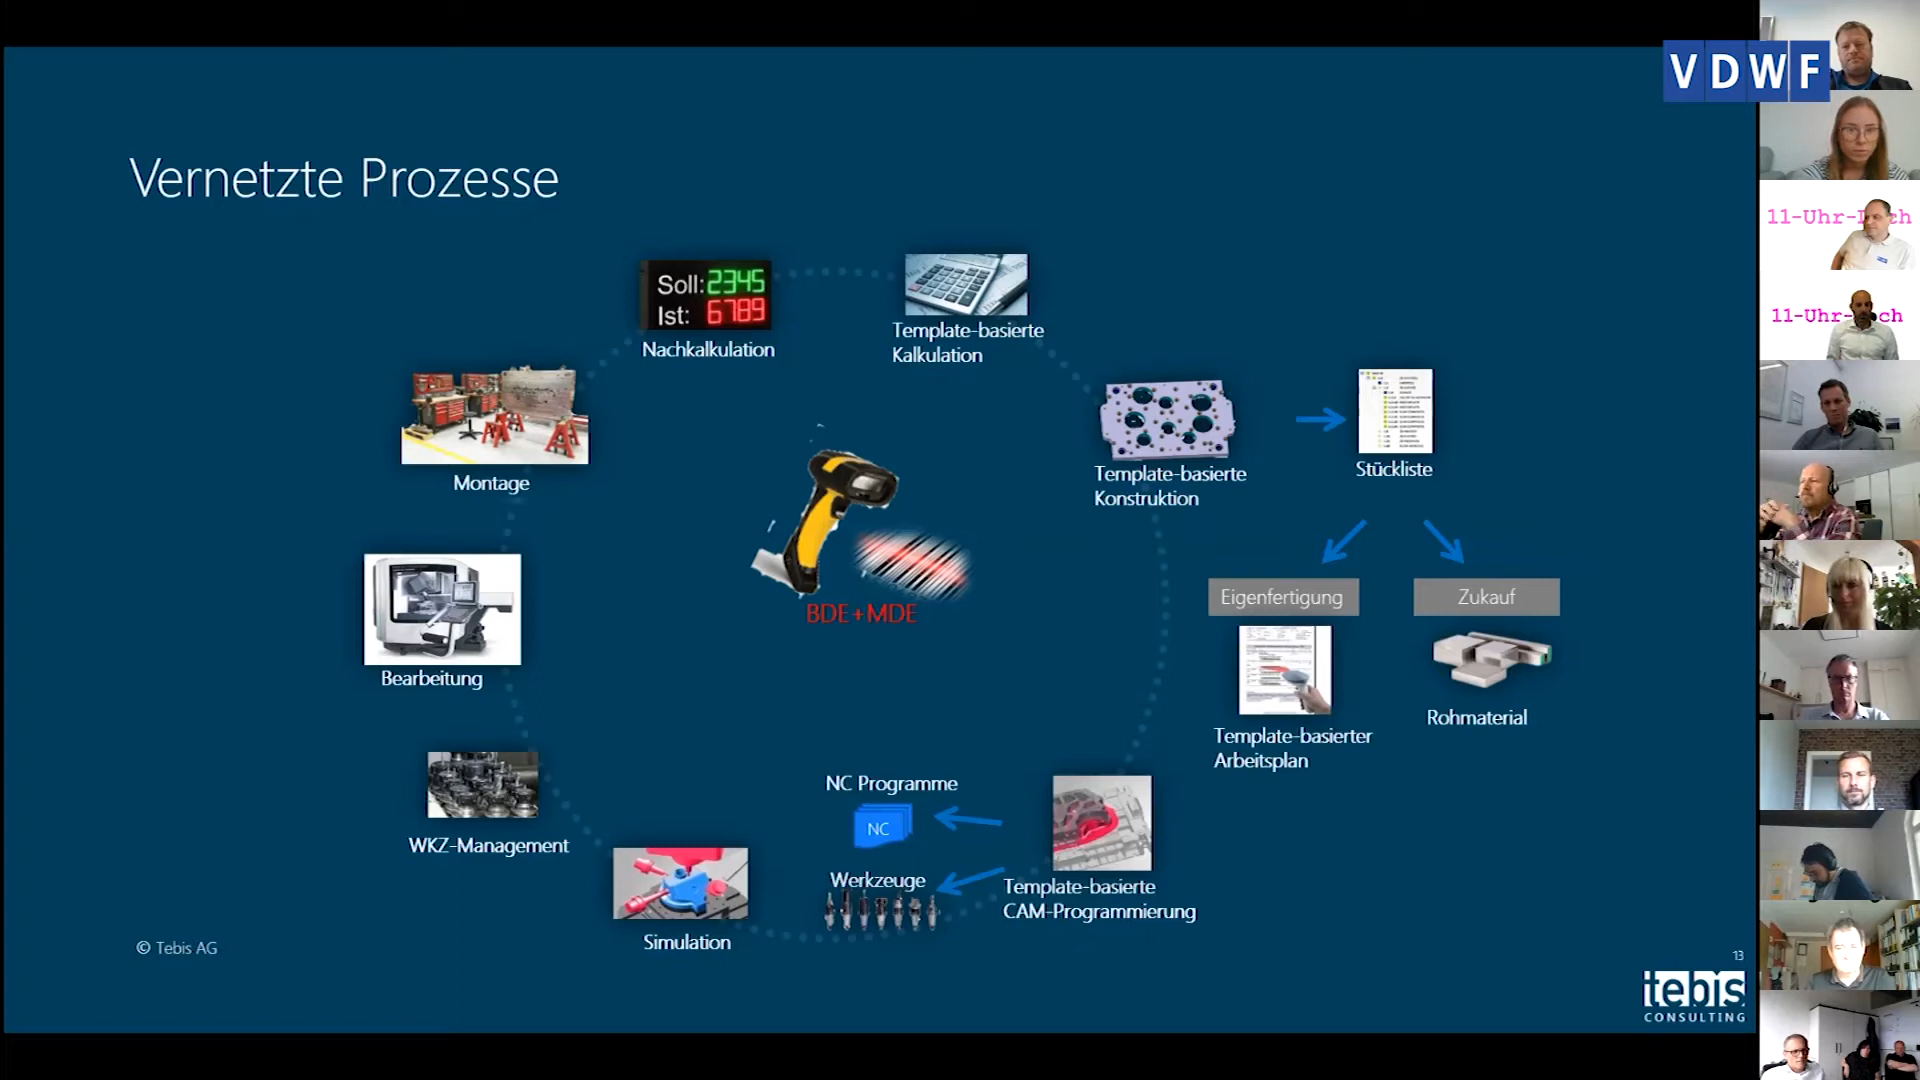 VDWF
Vernetzte Prozesse
Soll: 2345
Ist: 6789
Nachkalkulation
Template-basierte
Kalkulation
Montage
Template-basierte
Konstruktion
Stückliste
BDE+MDE
Eigenfertigung
Zukauf
Bearbeitung
Template-basierter
Arbeitsplan
Rohmaterial
NC Programme
NC
WKZ-Management
Werkzeuge
Template-basierte
CAM-Programmierung
Simulation
© Tebis AG
13
tebis
CONSULTING
11-Uhr-
11-Uhr-